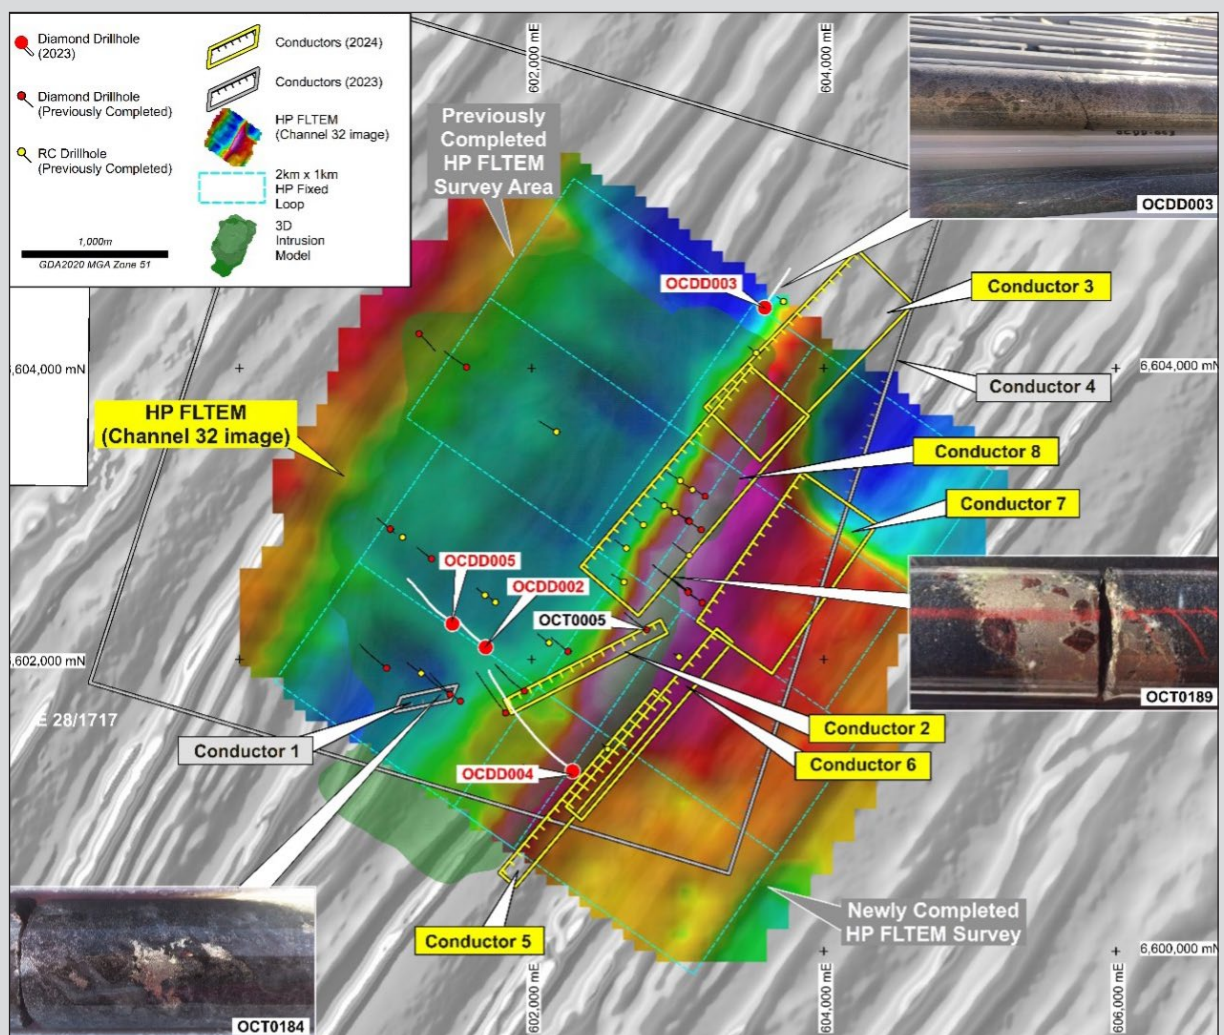 Diamond Drillhole
(2023)
Diamond Drillhole
(Previously Completed)
RC Drillhole
(Previously Completed)
1,000m
GDA2020 MGA Zone 51
Conductors (2024)
Conductors (2023)
HP FLTEM
(Channel 32 image)
2km x 1km
HP Fixed
Loop
3D
Intrusion
Model
602,000 mE
604,000 mE
OCDD003
Previously
Completed
HP FLTEM
Survey Area
OCDD003
Conductor 3
,604,000 mN
6,604,000 mN
Conductor 4
HP FLTEM
(Channel 32 image)
Conductor 8
Conductor 7
OCDD005
OCDD002
OCT0005
,602,000 mN
OCT0189
E 28/1717
Conductor 1
Conductor 2
Conductor 6
OCDD004
Conductor 5
Newly Completed
HP FLTEM Survey
6,600,000 mN
OCT0184
602,000 mE
604,000 mE
606,000 mE